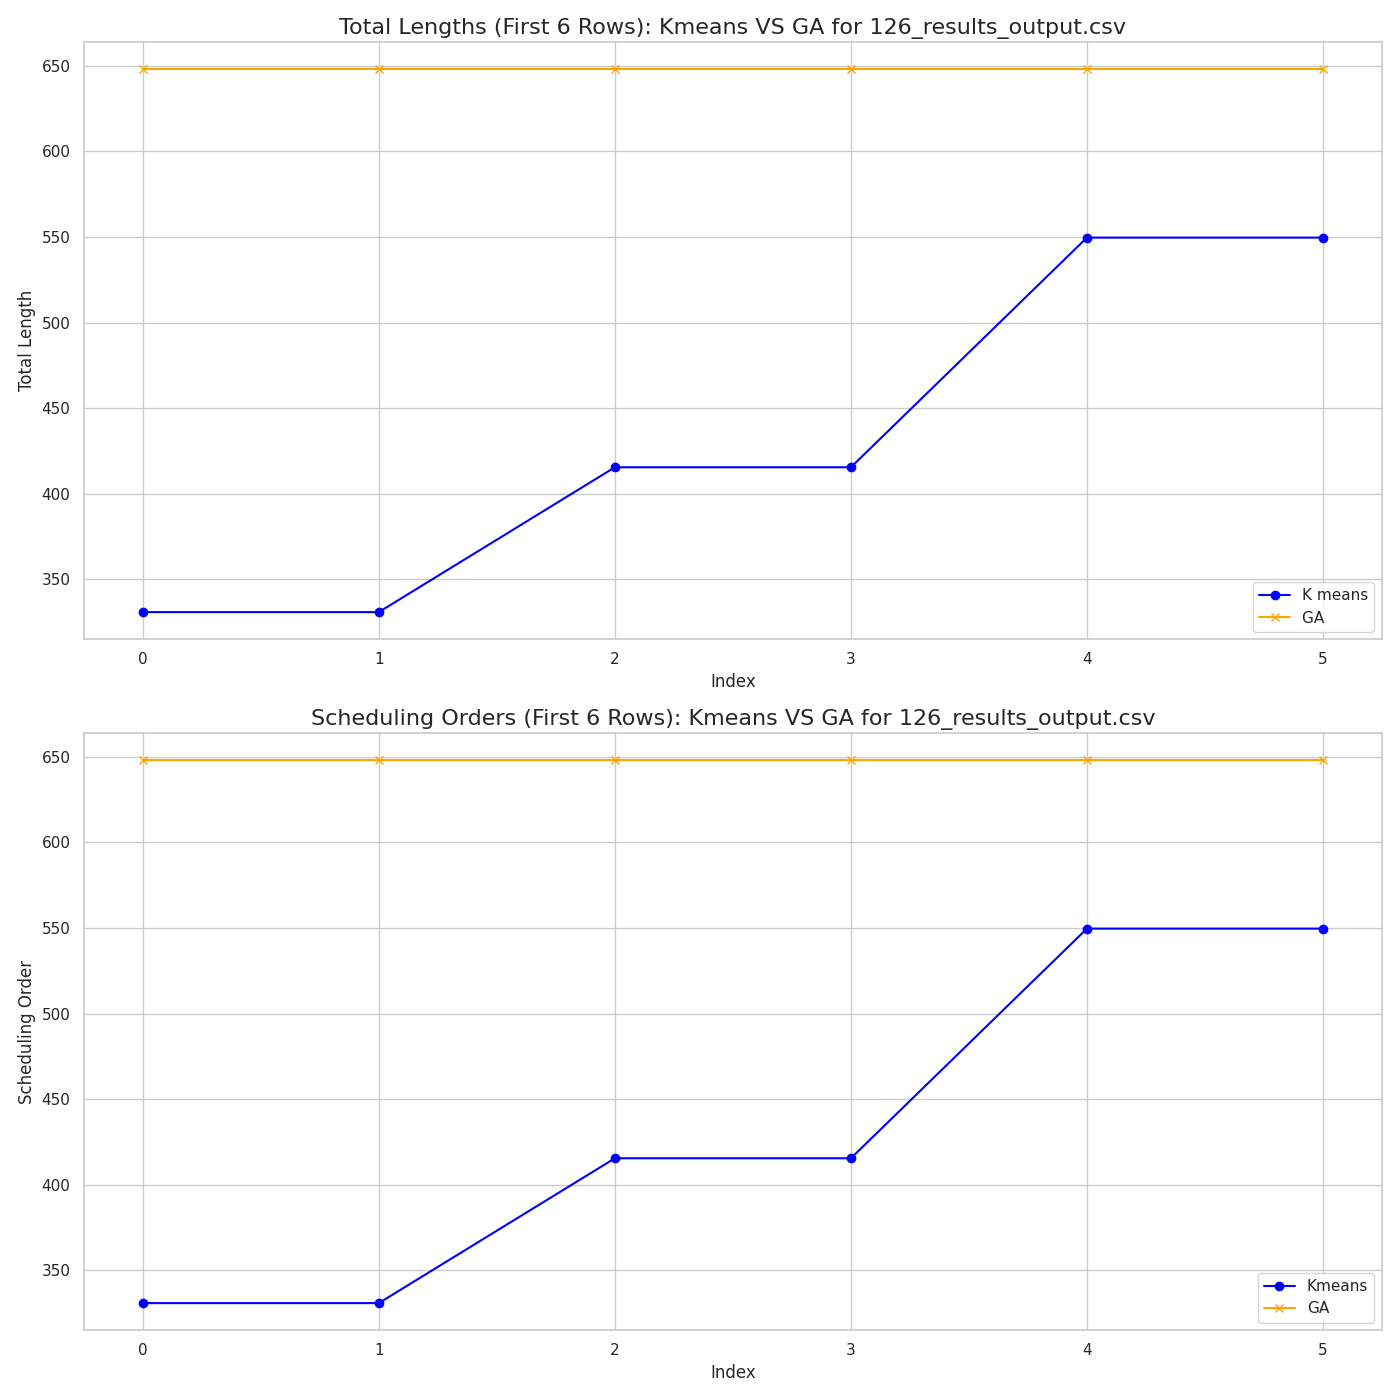 Total Lengths (First 6 Rows): Kmeans VS GA for 126_results_output.csv
650
600
550
500
450
400
350
Total Length
K means
GA
0 1 2 3 4 5
Index
Scheduling Orders (First 6 Rows): Kmeans VS GA for 126_results_output.csv
650
600
550
500
450
400
350
Scheduling Order
Kmeans
GA
0 1 2 3 4 5
Index